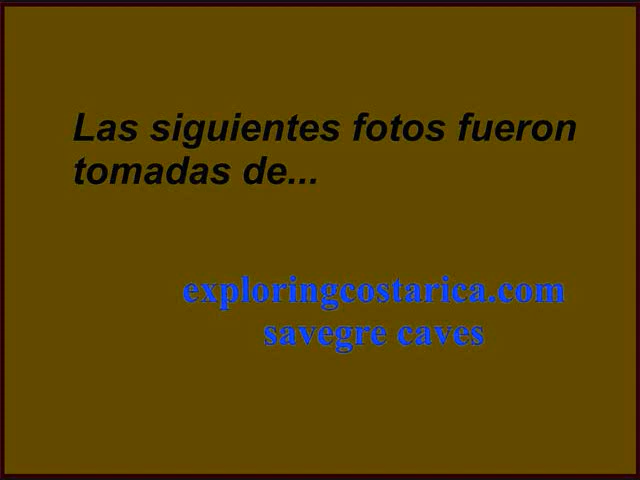 Las siguientes fotos fueron
tomadas de...
exploringcostarica.com
savegre caves